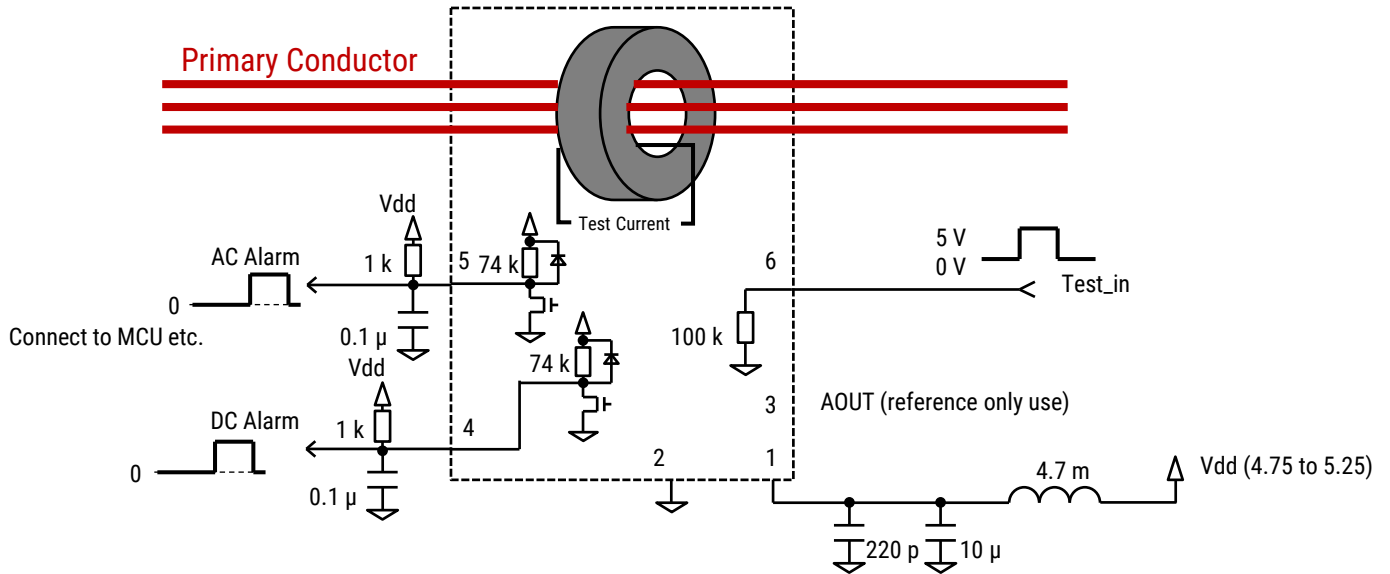 Primary Conductor
Test Current
Vdd
AC Alarm
1 k
5
74 k
6
5 V
0 V
Test_in
0
Connect to MCU etc.
0.1 µ
100 k
Vdd
74 k
DC Alarm
1 k
4
3
AOUT (reference only use)
0
0.1 µ
2
1
4.7 m
Vdd (4.75 to 5.25)
220 p
10 µ